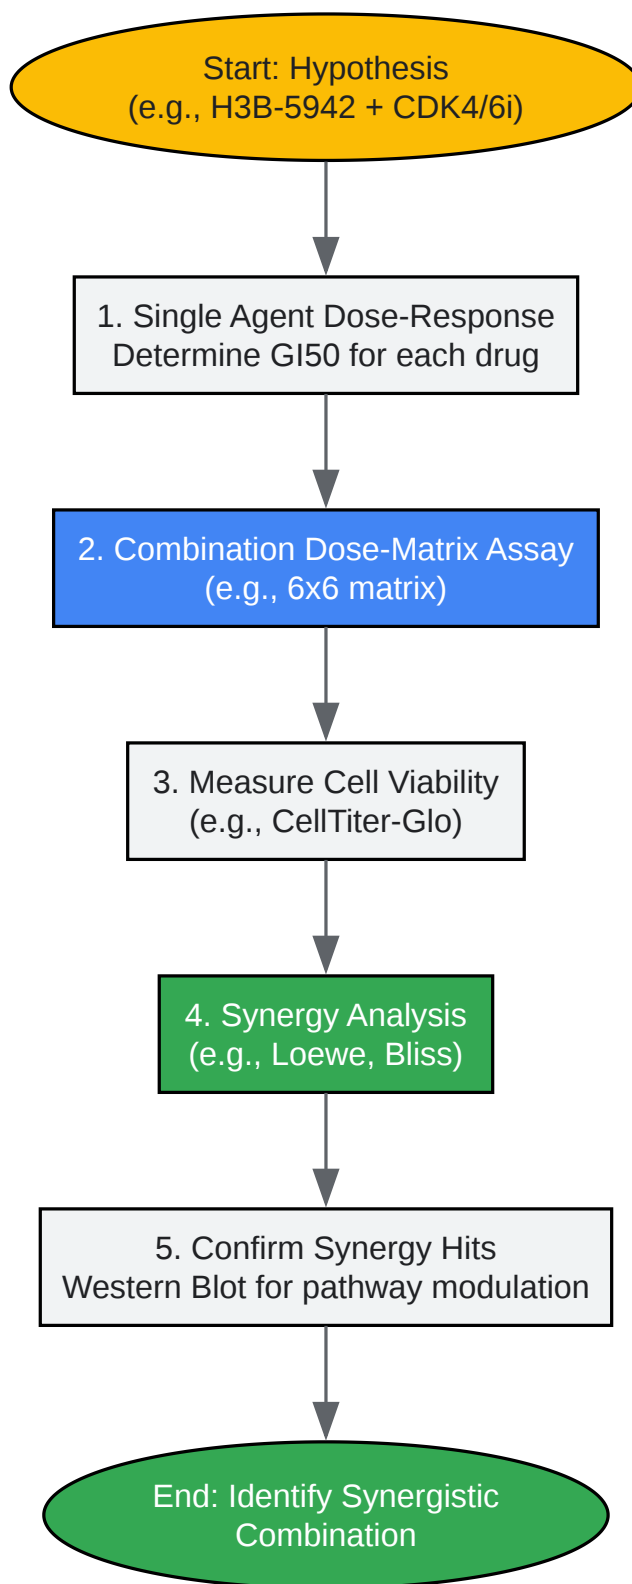 Start: Hypothesis
(e.g., H3B-5942 + CDK4/6i)
1. Single Agent Dose-Response
Determine GI50 for each drug
2. Combination Dose-Matrix Assay
(e.g., 6x6 matrix)
3. Measure Cell Viability
(e.g., CellTiter-Glo)
4. Synergy Analysis
(e.g., Loewe, Bliss)
5. Confirm Synergy Hits
Western Blot for pathway modulation
End: Identify Synergistic
Combination